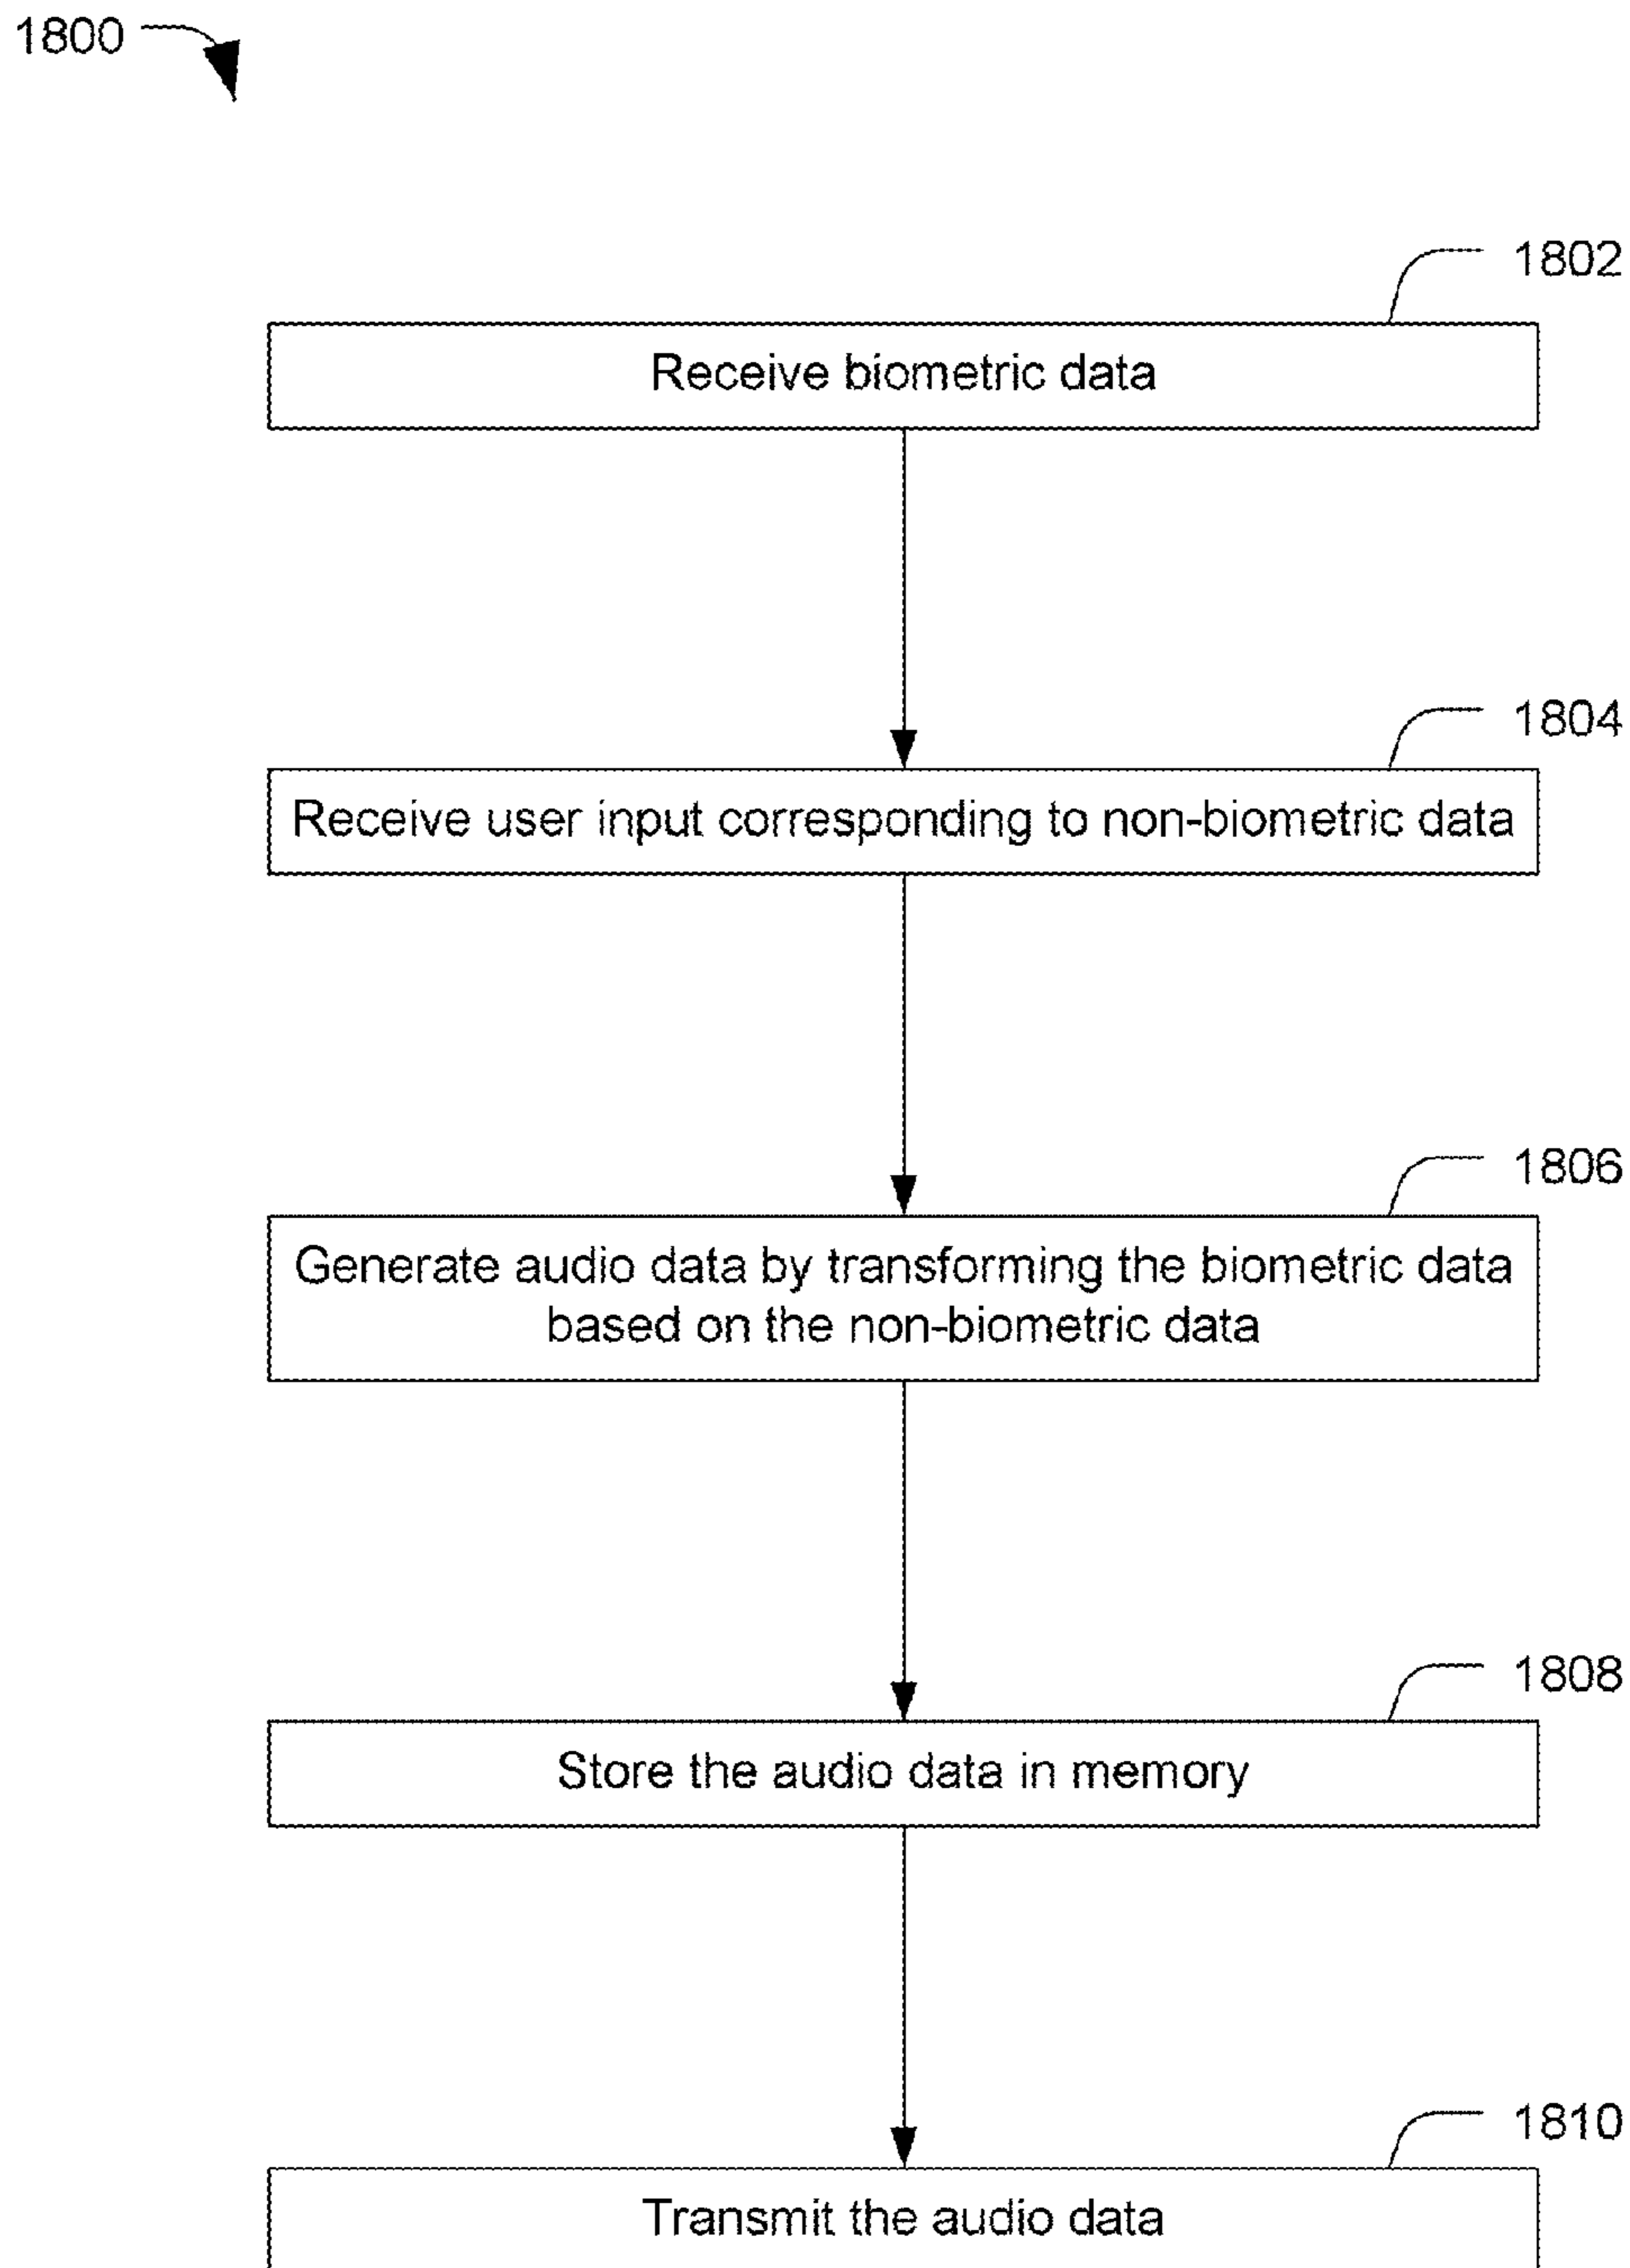 1800
1802
Receive biometric data
1804
Receive user input corresponding to non-biometric data
1806
Generate audio data by transforming the biometric data
based on the non-biometric data
1808
Store the audio data in memory
1810
Transmit the audio data